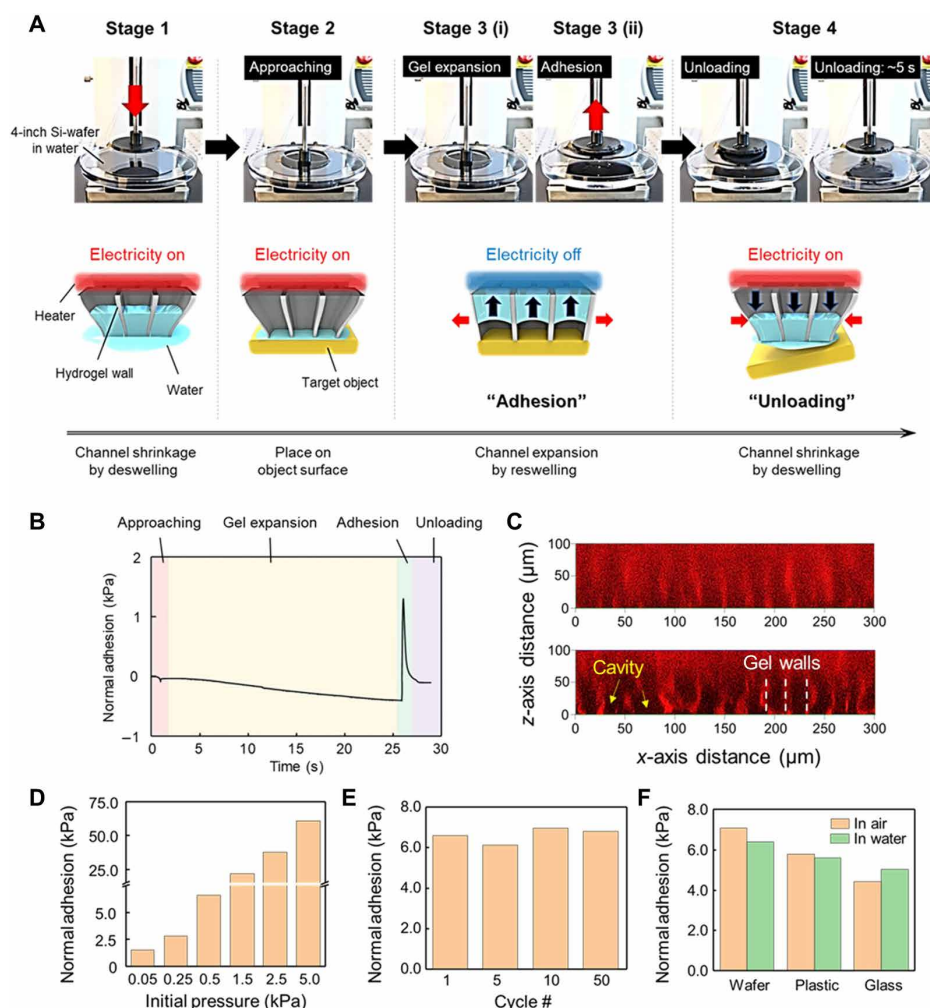 A
Stage 1
Stage 2
Stage 3 (i)
Stage 3 (ii)
Stage 4
Approaching
Gel expansion
Adhesion
Unloading
Unloading: ~5 s
4-inch Si-wafer
in water
Electricity on
Electricity on
Electricity off
Electricity on
Heater
Hydrogel wall
Water
Target object
“Adhesion”
“Unloading”
Channel shrinkage
by deswelling
Place on
object surface
Channel expansion
by reswelling
Channel shrinkage
by deswelling
B
Approaching
Gel expansion
Adhesion
Unloading
Normal adhesion (kPa)
2
1
0
−1
0 5 10 15 20 25 30
Time (s)
C
z-axis distance (μm)
100
50
0
0 50 100 150 200 250 300
100
50
0
Cavity
Gel walls
0 50 100 150 200 250 300
x-axis distance (μm)
D
Normal adhesion (kPa)
75.0
50.0
25.0
5.0
2.5
0
0.05 0.25 0.5 1.5 2.5 5.0
Initial pressure (kPa)
E
Normal adhesion (kPa)
8.0
6.0
4.0
2.0
0.0
1 5 10 50
Cycle #
F
Normal adhesion (kPa)
8.0
6.0
4.0
2.0
0.0
In air
In water
Wafer Plastic Glass